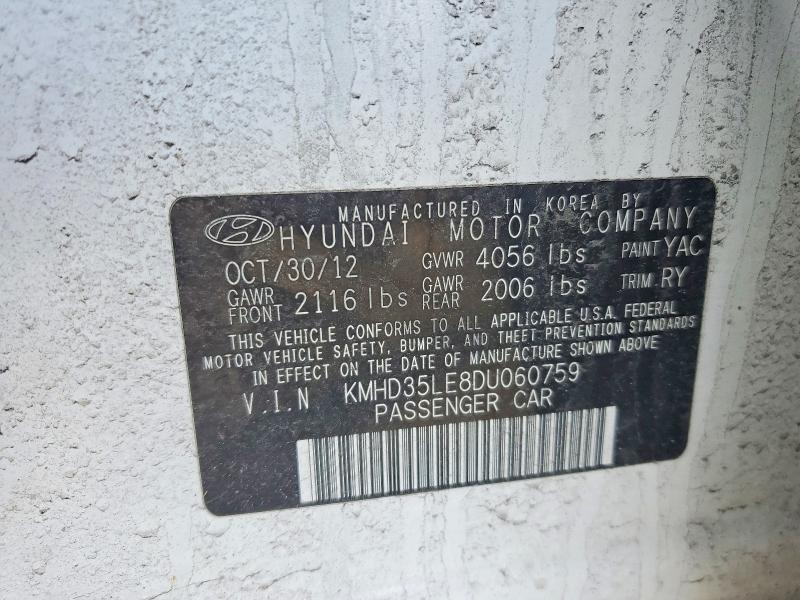 MANUFACTURED IN KOREA BY
HYUNDAI MOTOR COMPANY
OCT/30/12 GVWR 4056 lbs PAINT YAC
GAWR FRONT 2116 lbs GAWR REAR 2006 lbs TRIM. RY
THIS VEHICLE CONFORMS TO ALL APPLICABLE U.S.A. FEDERAL
MOTOR VEHICLE SAFETY, BUMPER, AND THEFT PREVENTION STANDARDS
IN EFFECT ON THE DATE OF MANUFACTURE SHOWN ABOVE.
V.I.N KMHD35LE8DU060759
PASSENGER CAR